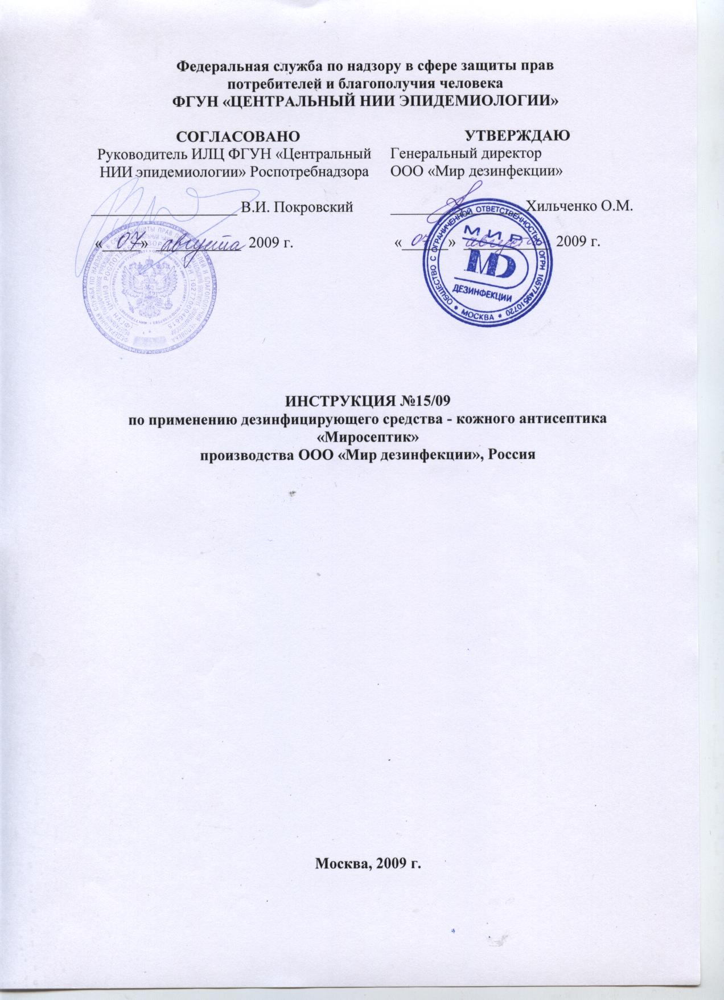 Федеральная служба по надзору в сфере защиты прав
потребителей и благополучия человека
ФГУН «ЦЕНТРАЛЬНЫЙ НИИ ЭПИДЕМИОЛОГИИ»
СОГЛАСОВАНО
Руководитель ИЛЦ ФГУН «Центральный
НИИ эпидемиологии» Роспотребнадзора
В.И. Покровский
«07» августа 2009 г.
УТВЕРЖДАЮ
Генеральный директор
ООО «Мир дезинфекции»
Хильченко О.М.
«07» августа 2009 г.
ОБЩЕСТВО С ОГРАНИЧЕННОЙ ОТВЕТСТВЕННОСТЬЮ ОГРН 1057749510720
* МОСКВА *
МИР
MD
ДЕЗИНФЕКЦИИ
ИНСТРУКЦИЯ №15/09
по применению дезинфицирующего средства - кожного антисептика
«Миросептик»
производства ООО «Мир дезинфекции», Россия
Москва, 2009 г.